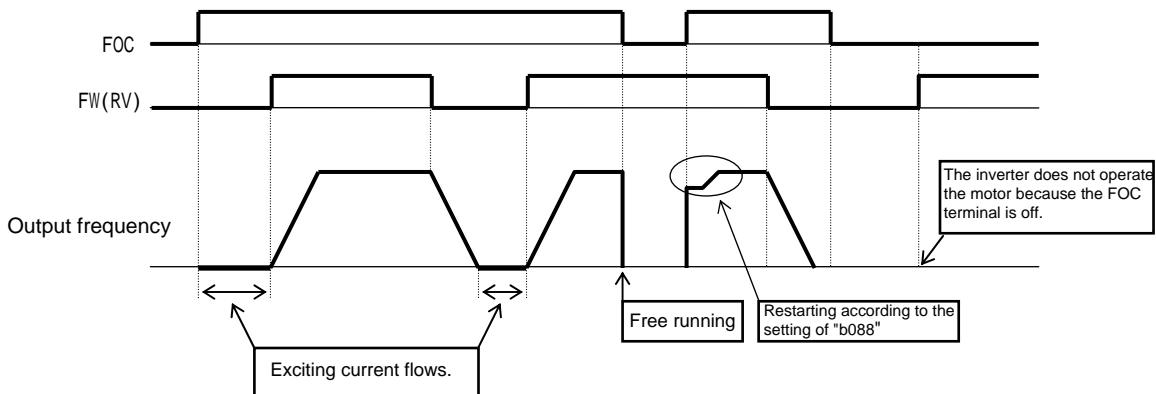 FOC
FW(RV)
Output frequency
The inverter does not operate
the motor because the FOC
terminal is off.
Free running
Restarting according to the
setting of "b088"
Exciting current flows.